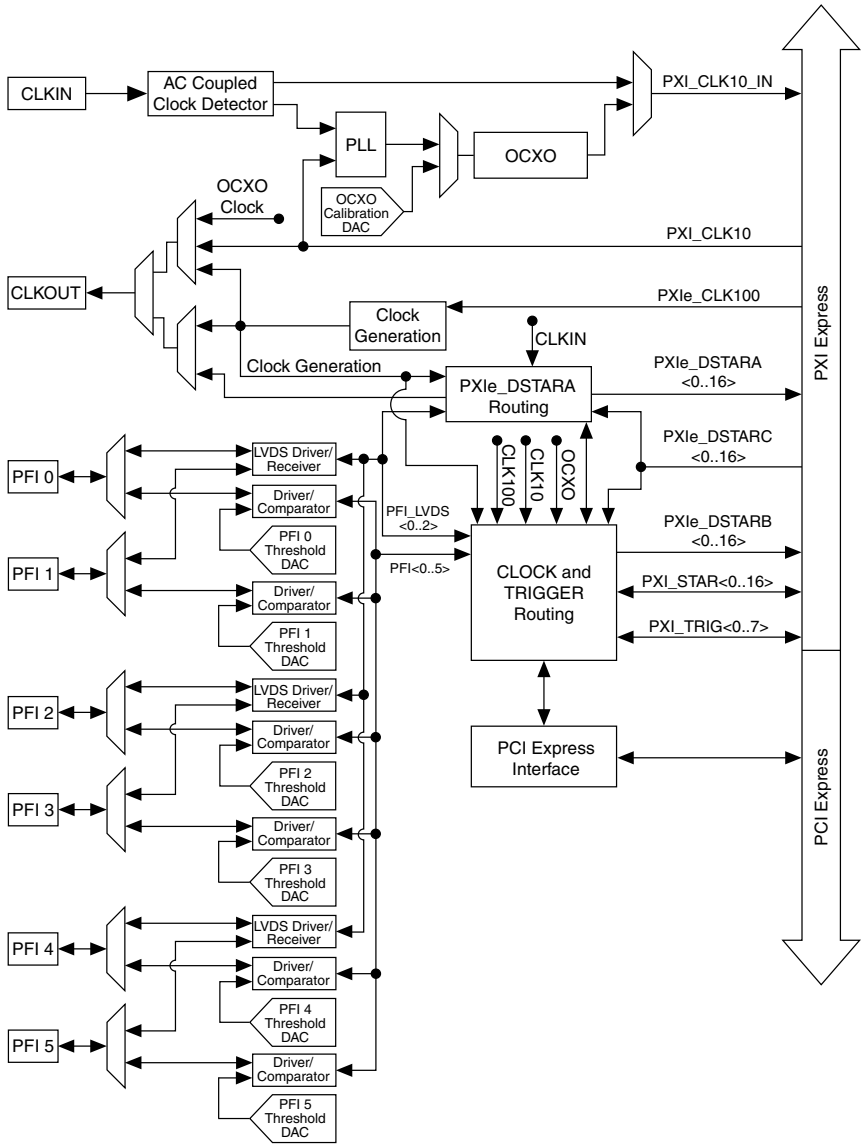 CLKIN
AC Coupled
Clock Detector
PXI_CLK10_IN
PLL
OCXO
OCXO
Calibration
DAC
OCXO
Clock
PXI_CLK10
CLKOUT
PXIe_CLK100
Clock
Generation
CLKIN
Clock Generation
PXIe_DSTARA
Routing
PXIe_DSTARA
<0..16>
PXI Express
PXIe_DSTARC
<0..16>
CLK100
CLK10
OCXO
PFI 0
LVDS Driver/
Receiver
Driver/
Comparator
PFI 0
Threshold
DAC
PFI_LVDS
<0..2>
PFI<0..5>
CLOCK and
TRIGGER
Routing
PXIe_DSTARB
<0..16>
PXI_STAR<0..16>
PXI_TRIG<0..7>
PFI 1
Driver/
Comparator
PFI 1
Threshold
DAC
PFI 2
LVDS Driver/
Receiver
Driver/
Comparator
PFI 2
Threshold
DAC
PCI Express
Interface
PCI Express
PFI 3
Driver/
Comparator
PFI 3
Threshold
DAC
PFI 4
LVDS Driver/
Receiver
Driver/
Comparator
PFI 4
Threshold
DAC
PFI 5
Driver/
Comparator
PFI 5
Threshold
DAC